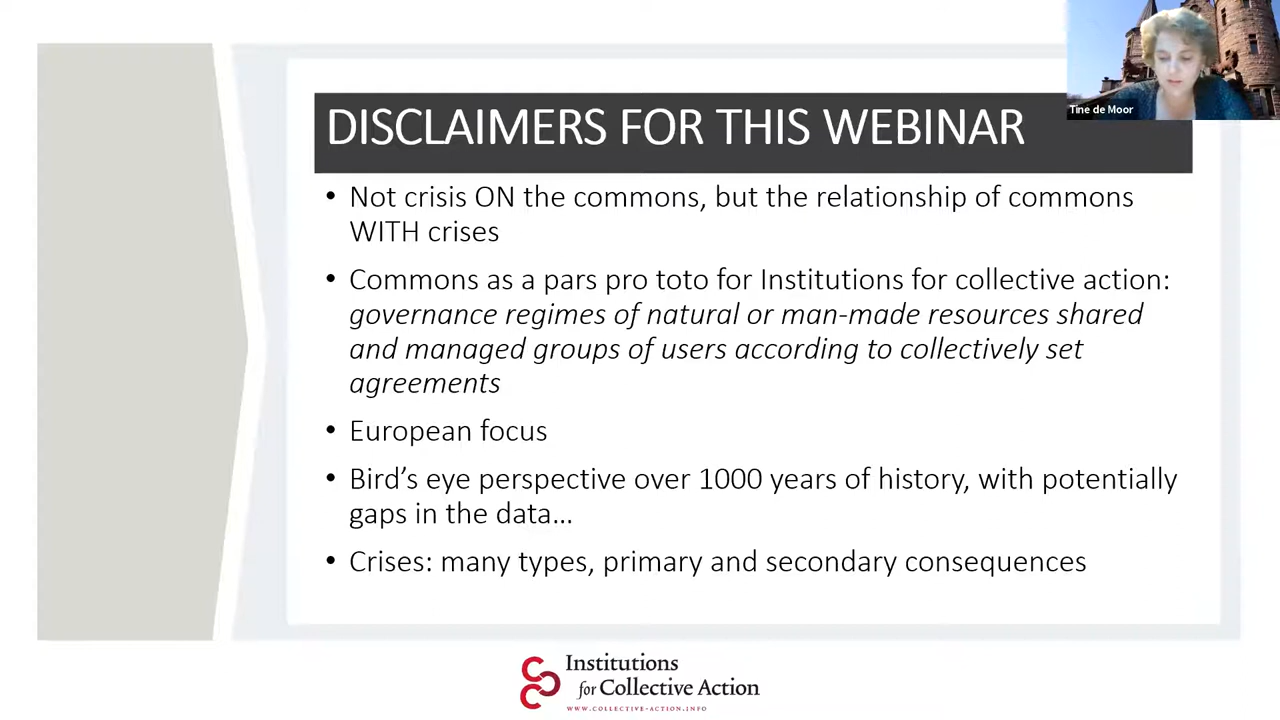 Tine de Moor
DISCLAIMERS FOR THIS WEBINAR
• Not crisis ON the commons, but the relationship of commons
WITH crises
• Commons as a pars pro toto for Institutions for collective action:
governance regimes of natural or man-made resources shared
and managed groups of users according to collectively set
agreements
• European focus
• Bird’s eye perspective over 1000 years of history, with potentially
gaps in the data…
• Crises: many types, primary and secondary consequences
Institutions
for Collective Action
WWW.COLLECTIVE-ACTION.INFO